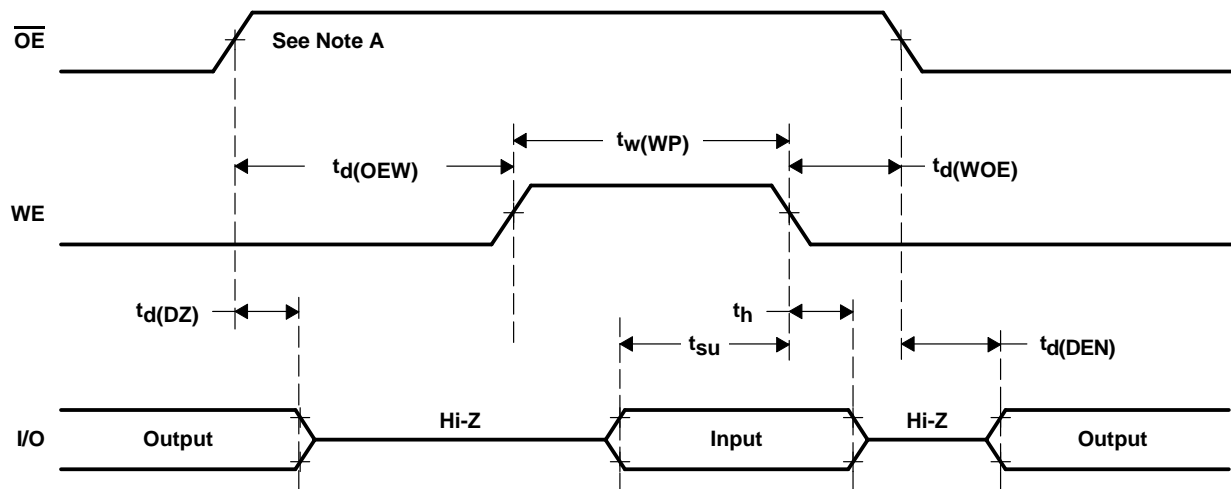 OE
See Note A
tw(WP)
td(OEW)
td(WOE)
WE
td(DZ)
th
tsu
td(DEN)
Hi-Z
Hi-Z
I/O
Output
Input
Output